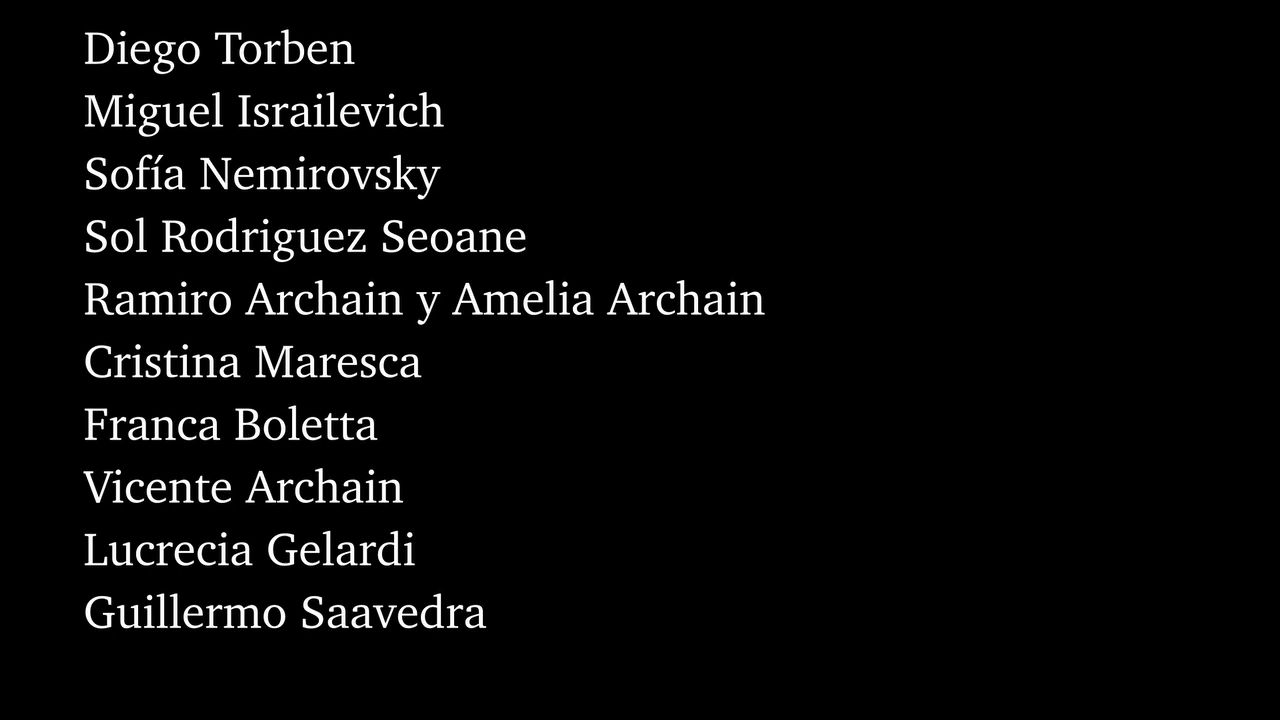 Diego Torben
Miguel Israilevich
Sofía Nemirovsky
Sol Rodriguez Seoane
Ramiro Archain y Amelia Archain
Cristina Maresca
Franca Boletta
Vicente Archain
Lucrecia Gelardi
Guillermo Saavedra